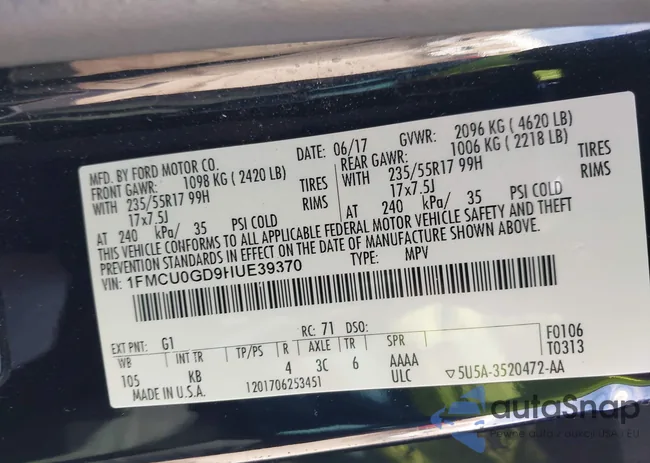 MFD. BY FORD MOTOR CO.
DATE: 06/17
GVWR: 2096 KG ( 4620 LB)
FRONT GAWR: 1098 KG ( 2420 LB)
REAR GAWR: 1006 KG ( 2218 LB)
WITH 235/55R17 99H TIRES
WITH 235/55R17 99H TIRES
17x7.5J RIMS
17x7.5J RIMS
AT 240 kPa/ 35 PSI COLD
AT 240 kPa/ 35 PSI COLD
THIS VEHICLE CONFORMS TO ALL APPLICABLE FEDERAL MOTOR VEHICLE SAFETY AND THEFT
PREVENTION STANDARDS IN EFFECT ON THE DATE OF MANUFACTURE SHOWN ABOVE.
VIN: 1FMCU0GD9HUE39370
TYPE: MPV
EXT PNT: G1 RC: 71 DSO: F0106
WB INT TR TP/PS R AXLE TR SPR T0313
105 KB 4 3C 6 AAAA
ULC ▽5U5A-3520472-AA
MADE IN U.S.A. 1201706253451
autaSnap